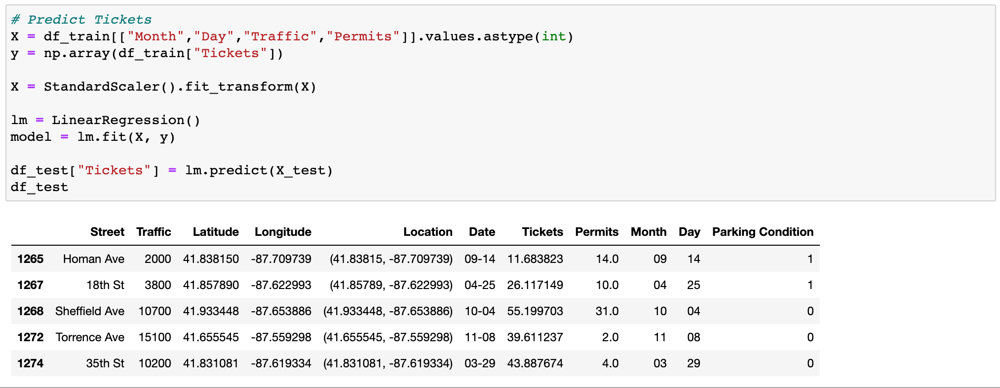 # Predict Tickets
X = df_train[["Month","Day","Traffic","Permits"]].values.astype(int)
y = np.array(df_train["Tickets"])
X = StandardScaler().fit_transform(X)
lm = LinearRegression()
model = lm.fit(X, y)
df_test["Tickets"] = lm.predict(X_test)
df_test
Street Traffic Latitude Longitude Location Date Tickets Permits Month Day Parking Condition
1265 Homan Ave 2000 41.838150 -87.709739 (41.83815, -87.709739) 09-14 11.683823 14.0 09 14 1
1267 18th St 3800 41.857890 -87.622993 (41.85789, -87.622993) 04-25 26.117149 10.0 04 25 1
1268 Sheffield Ave 10700 41.933448 -87.653886 (41.933448, -87.653886) 10-04 55.199703 31.0 10 04 0
1272 Torrence Ave 15100 41.655545 -87.559298 (41.655545, -87.559298) 11-08 39.611237 2.0 11 08 0
1274 35th St 10200 41.831081 -87.619334 (41.831081, -87.619334) 03-29 43.887674 4.0 03 29 0